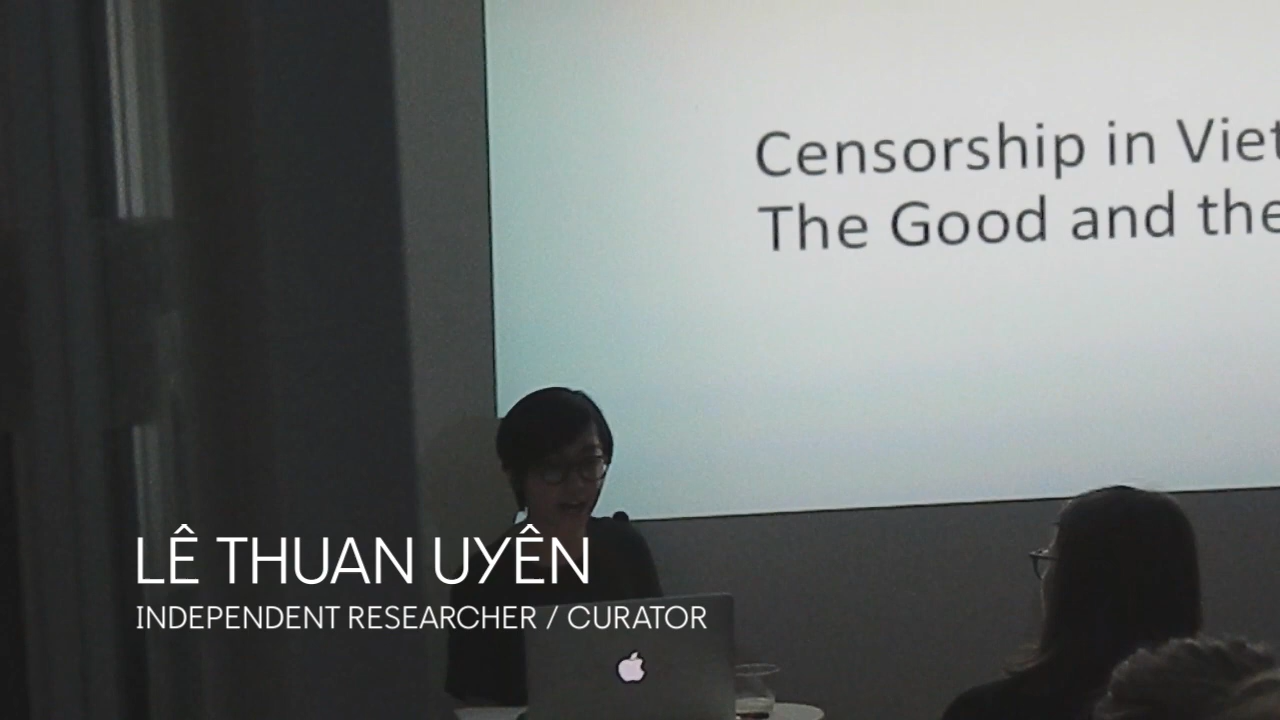 Censorship in Viet
The Good and the
LÊ THUAN UYÊN
INDEPENDENT RESEARCHER / CURATOR